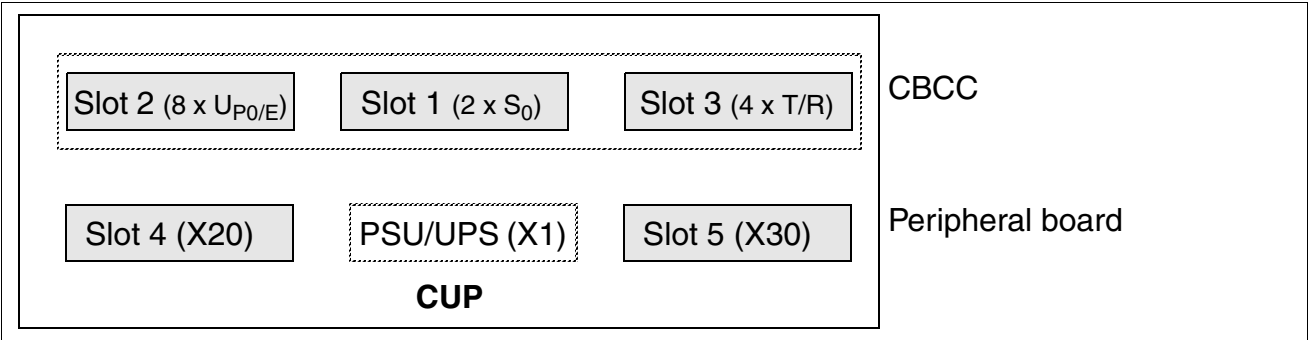 Slot 2 (8 x UP0/E) Slot 1 (2 x S0) Slot 3 (4 x T/R) CBCC
Slot 4 (X20) PSU/UPS (X1) Slot 5 (X30) Peripheral board
CUP